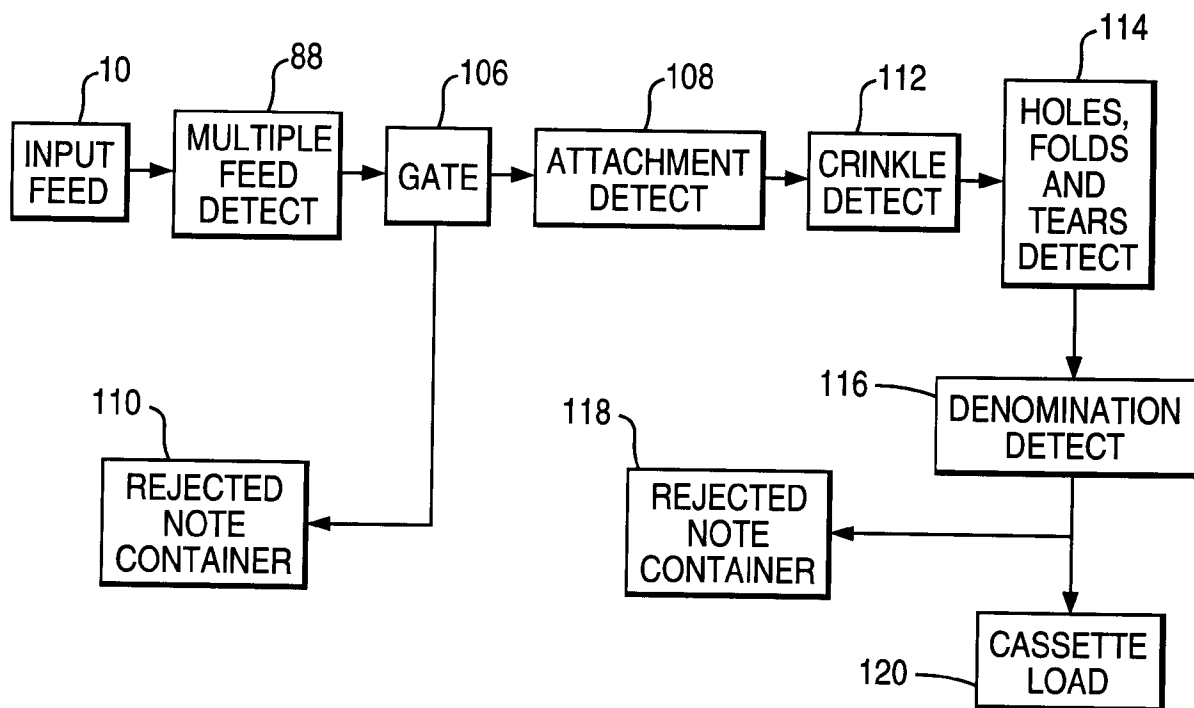 10
88
106
108
112
114
INPUT
FEED
MULTIPLE
FEED
DETECT
GATE
ATTACHMENT
DETECT
CRINKLE
DETECT
HOLES,
FOLDS
AND
TEARS
DETECT
110
REJECTED
NOTE
CONTAINER
118
REJECTED
NOTE
CONTAINER
116
DENOMINATION
DETECT
120
CASSETTE
LOAD